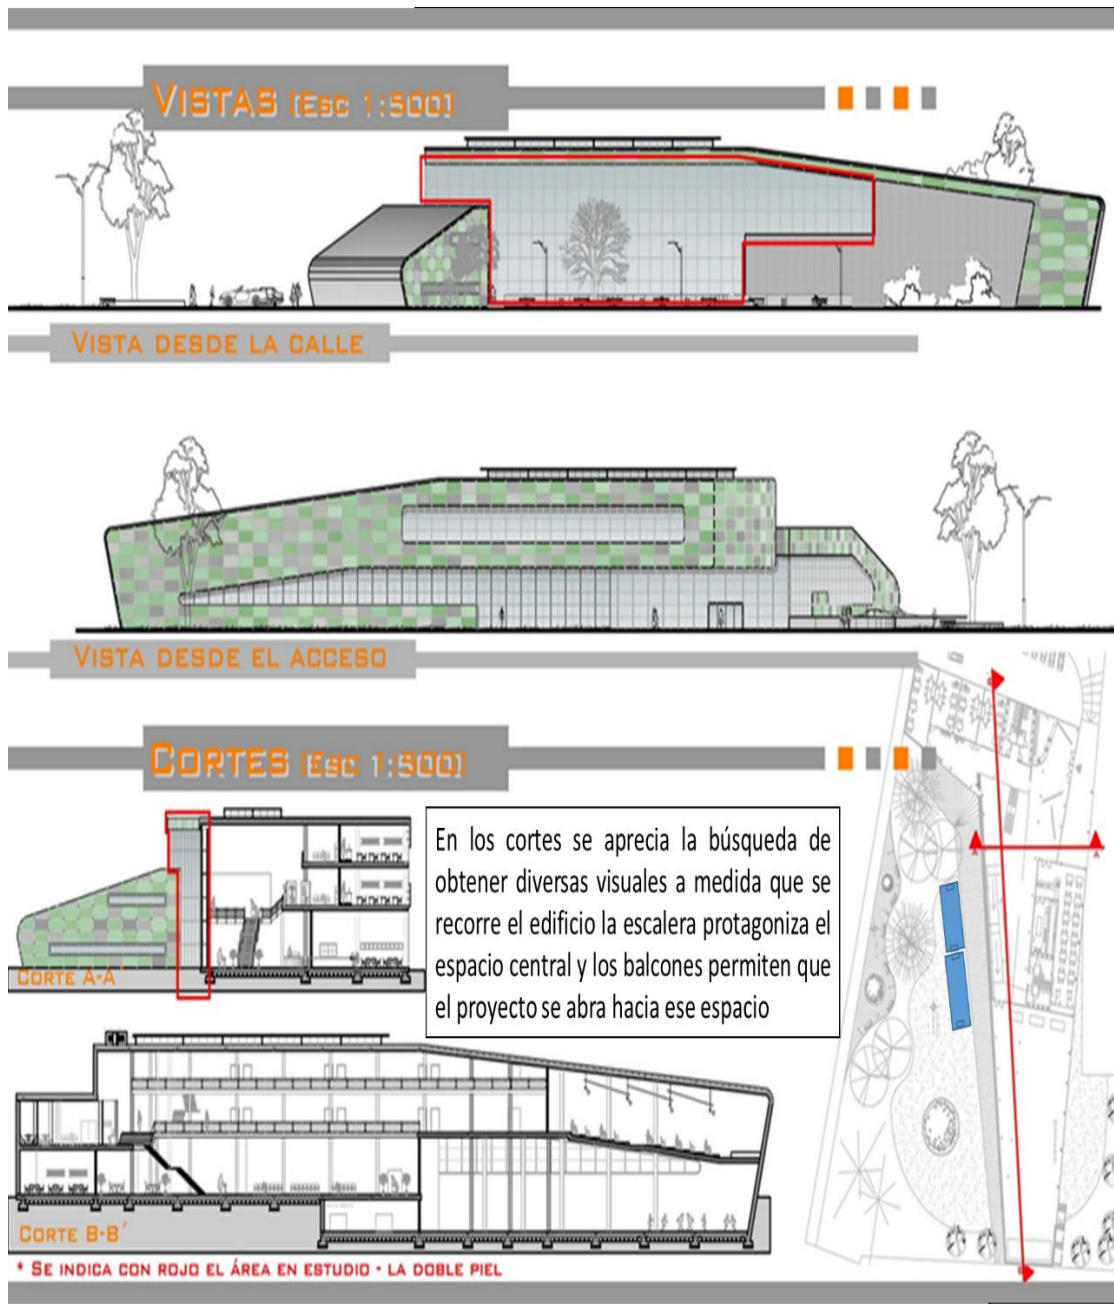 VISTAS [ESC 1:500]
VISTA DESDE LA CALLE
VISTA DESDE EL ACCESO
CORTES [ESC 1:500]
En los cortes se aprecia la búsqueda de
obtener diversas visuales a medida que se
recorre el edificio la escalera protagoniza el
espacio central y los balcones permiten que
el proyecto se abra hacia ese espacio
CORTE A-A´
CORTE B-B´
* SE INDICA CON ROJO EL ÁREA EN ESTUDIO - LA DOBLE PIEL